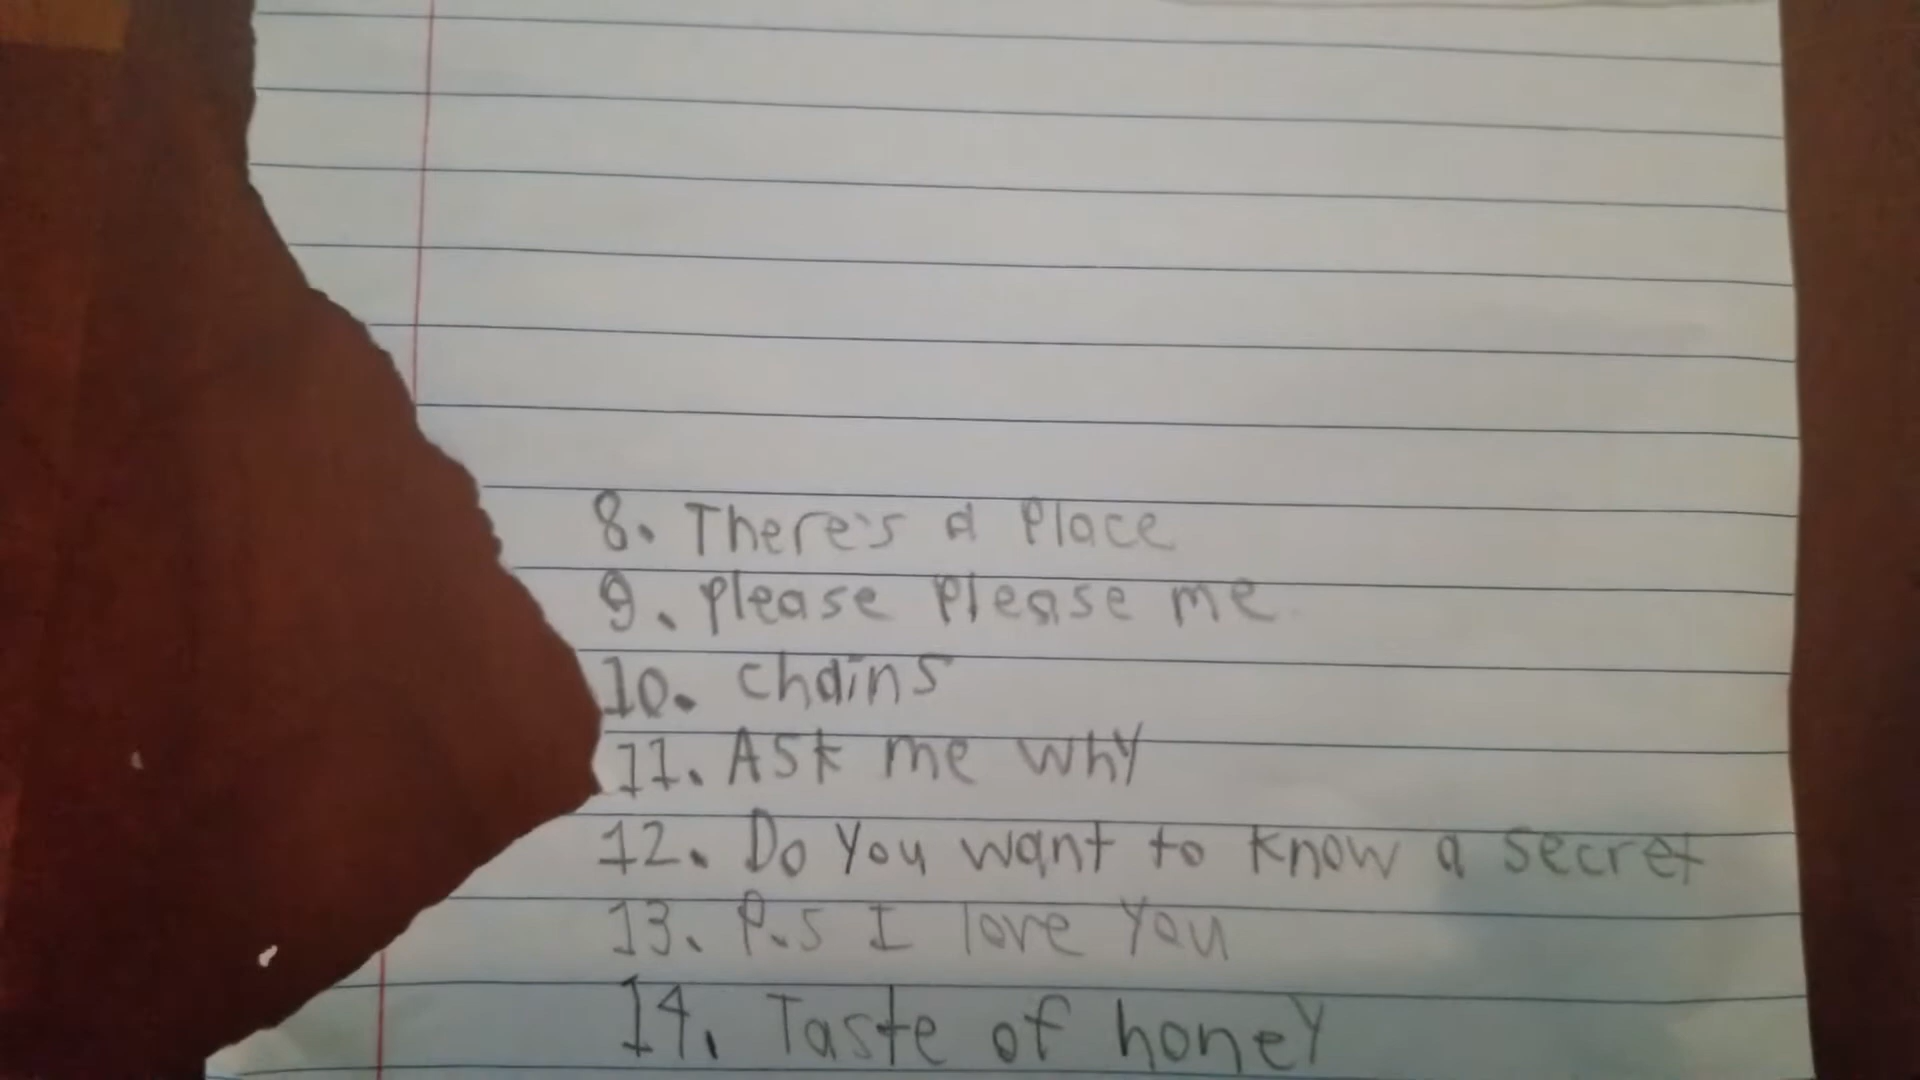 8. There's a Place
9. Please Please me
10. chains
11. Ask me why
12. Do You want to know a secret
13. P.s I love You
14. Taste of honey